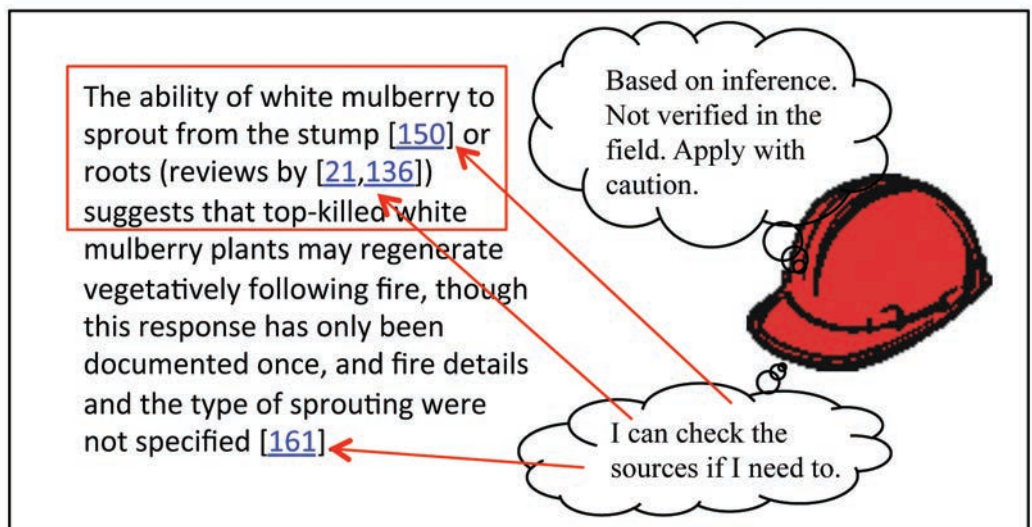 The ability of white mulberry to
sprout from the stump [150] or
roots (reviews by [21,136])
suggests that top-killed white
mulberry plants may regenerate
vegetatively following fire, though
this response has only been
documented once, and fire details
and the type of sprouting were
not specified [161]
Based on inference.
Not verified in the
field. Apply with
caution.
I can check the
sources if I need to.